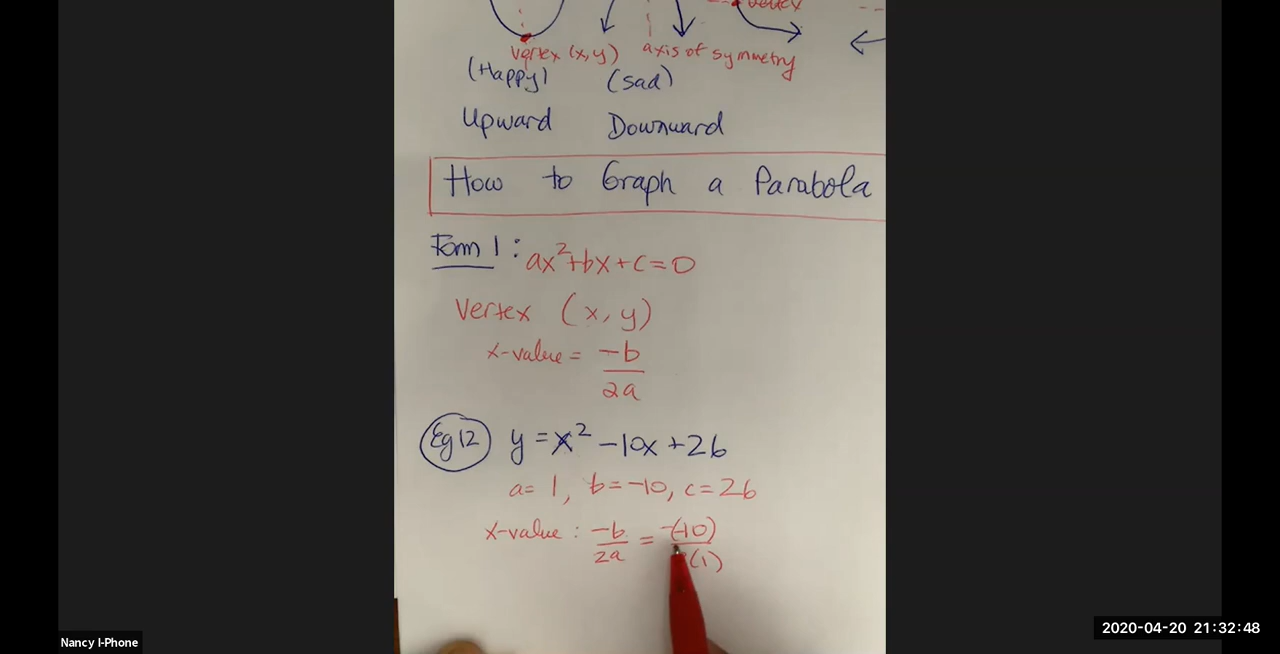 vertex
vertex (x,y) axis of symmetry
(Happy) (sad)
Upward Downward
How to Graph a Parabola
Form 1: ax²+bx+c=0
Vertex (x, y)
x-value = -b/2a
Eg 12 y = x² -10x +26
a= 1, b=-10, c=26
x-value: -b/2a = -(-10)/2(1)
Nancy I-Phone
2020-04-20 21:32:48